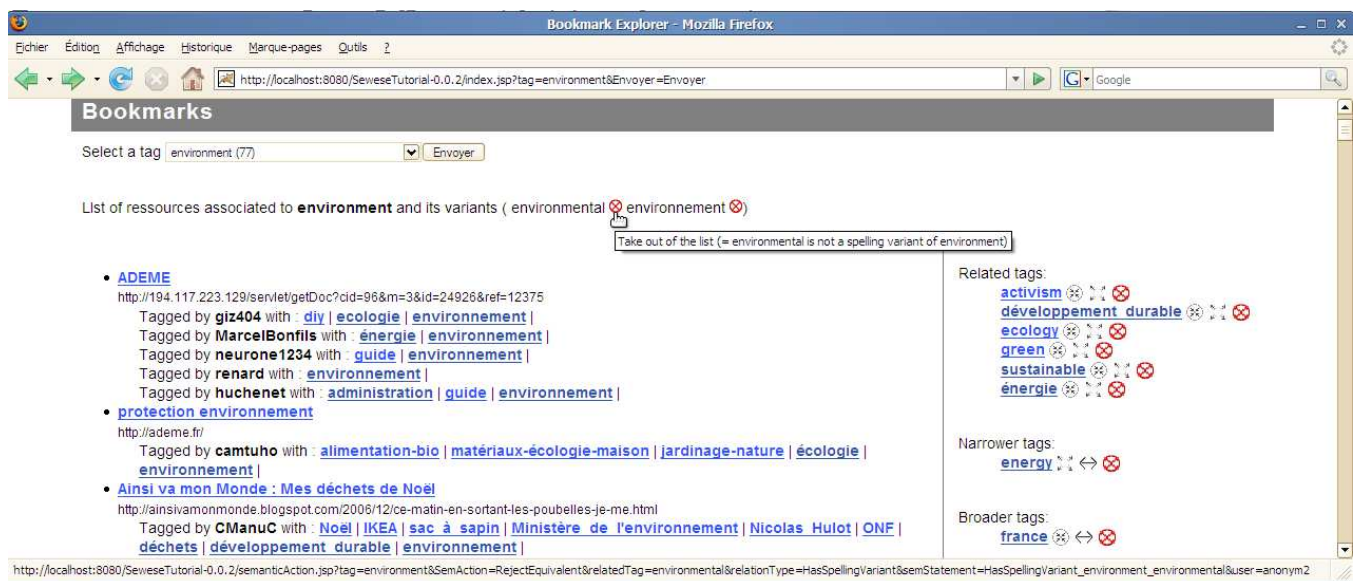 Bookmark Explorer - Mozilla Firefox
Fichier Édition Affichage Historique Marque-pages Outils ?
http://localhost:8080/SeweseTutorial-0.0.2/index.jsp?tag=environment&Envoyer=Envoyer
G Google
Bookmarks
Select a tag environment (77) Envoyer
LIst of ressources associated to environment and its variants ( environmental environnement )
Take out of the list (= environmental is not a spelling variant of environment)
ADEME
http://194.117.223.129/servlet/getDoc?cid=96&m=3&id=24926&ref=12375
Tagged by giz404 with : diy | ecologie | environnement |
Tagged by MarcelBonfils with : énergie | environnement |
Tagged by neurone1234 with : guide | environnement |
Tagged by renard with : environnement |
Tagged by huchenet with : administration | guide | environnement |
protection environnement
http://ademe.fr/
Tagged by camtuho with : alimentation-bio | matériaux-écologie-maison | jardinage-nature | écologie |
environnement |
Ainsi va mon Monde : Mes déchets de Noël
http://ainsivamonmonde.blogspot.com/2006/12/ce-matin-en-sortant-les-poubelles-je-me.html
Tagged by CManuC with : Noël | IKEA | sac à sapin | Ministère de l'environnement | Nicolas Hulot | ONF |
déchets | développement durable | environnement |
Related tags:
activism
développement durable
ecology
green
sustainable
énergie
Narrower tags:
energy
Broader tags:
france
http://localhost:8080/SeweseTutorial-0.0.2/semanticAction.jsp?tag=environment&SemAction=RejectEquivalent&relatedTag=environmental&relationType=HasSpellingVariant&semStatement=HasSpellingVariant_environment_environmental&user=anonym2